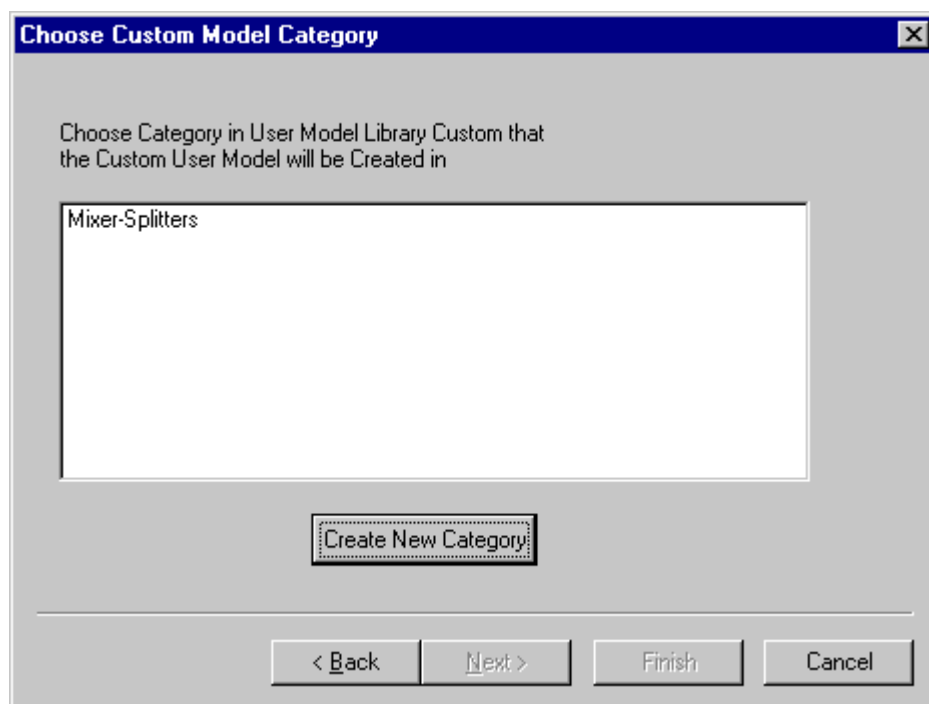 Choose Custom Model Category
Choose Category in User Model Library Custom that
the Custom User Model will be Created in
Mixer-Splitters
Create New Category
< Back
Next >
Finish
Cancel